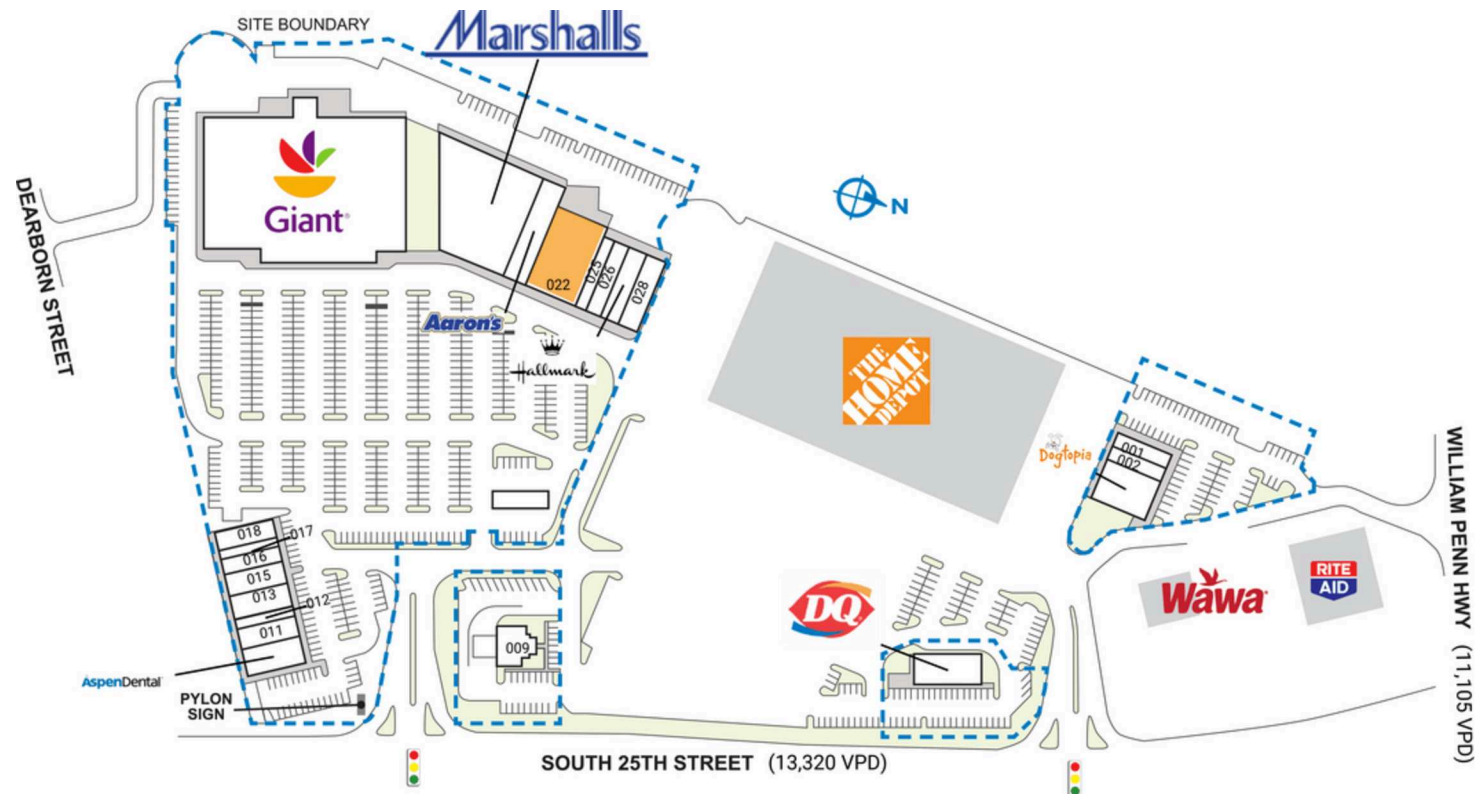 SITE BOUNDARY
Marshalls
Giant
DEARBORN STREET
N
022
025
026
028
Aaron's
Hallmark
THE
HOME
DEPOT
Dogtopia
001
002
WILLIAM PENN HWY (11,105 VPD)
018
017
016
015
013
012
011
AspenDental
PYLON
SIGN
009
DQ
Wawa
RITE
AID
SOUTH 25TH STREET (13,320 VPD)